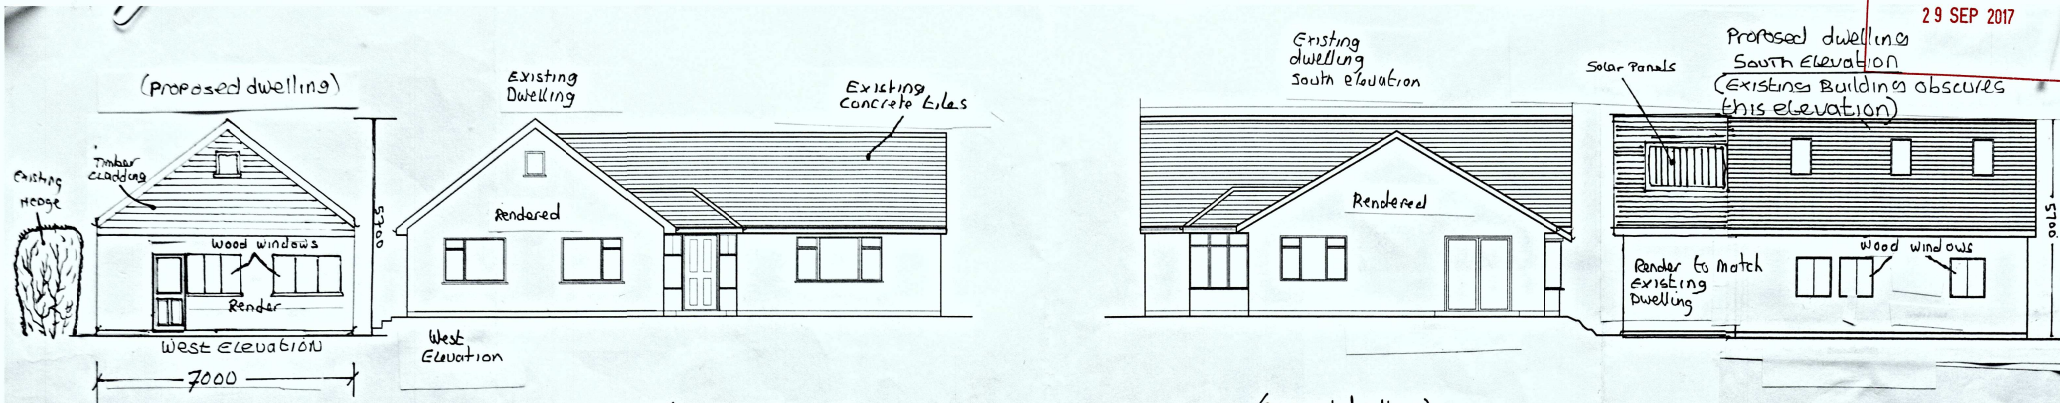 (proposed dwelling)
Timber
cladding
Existing
Hedge
Wood windows
Render
West Elevation
7000
5700
Existing
Dwelling
Existing
concrete tiles
Rendered
West
Elevation
Existing
dwelling
South elevation
Rendered
Solar Panels
29 SEP 2017
Proposed dwelling
South Elevation
(Existing Building obscures
this elevation)
Wood windows
Render to match
Existing
Dwelling
5700